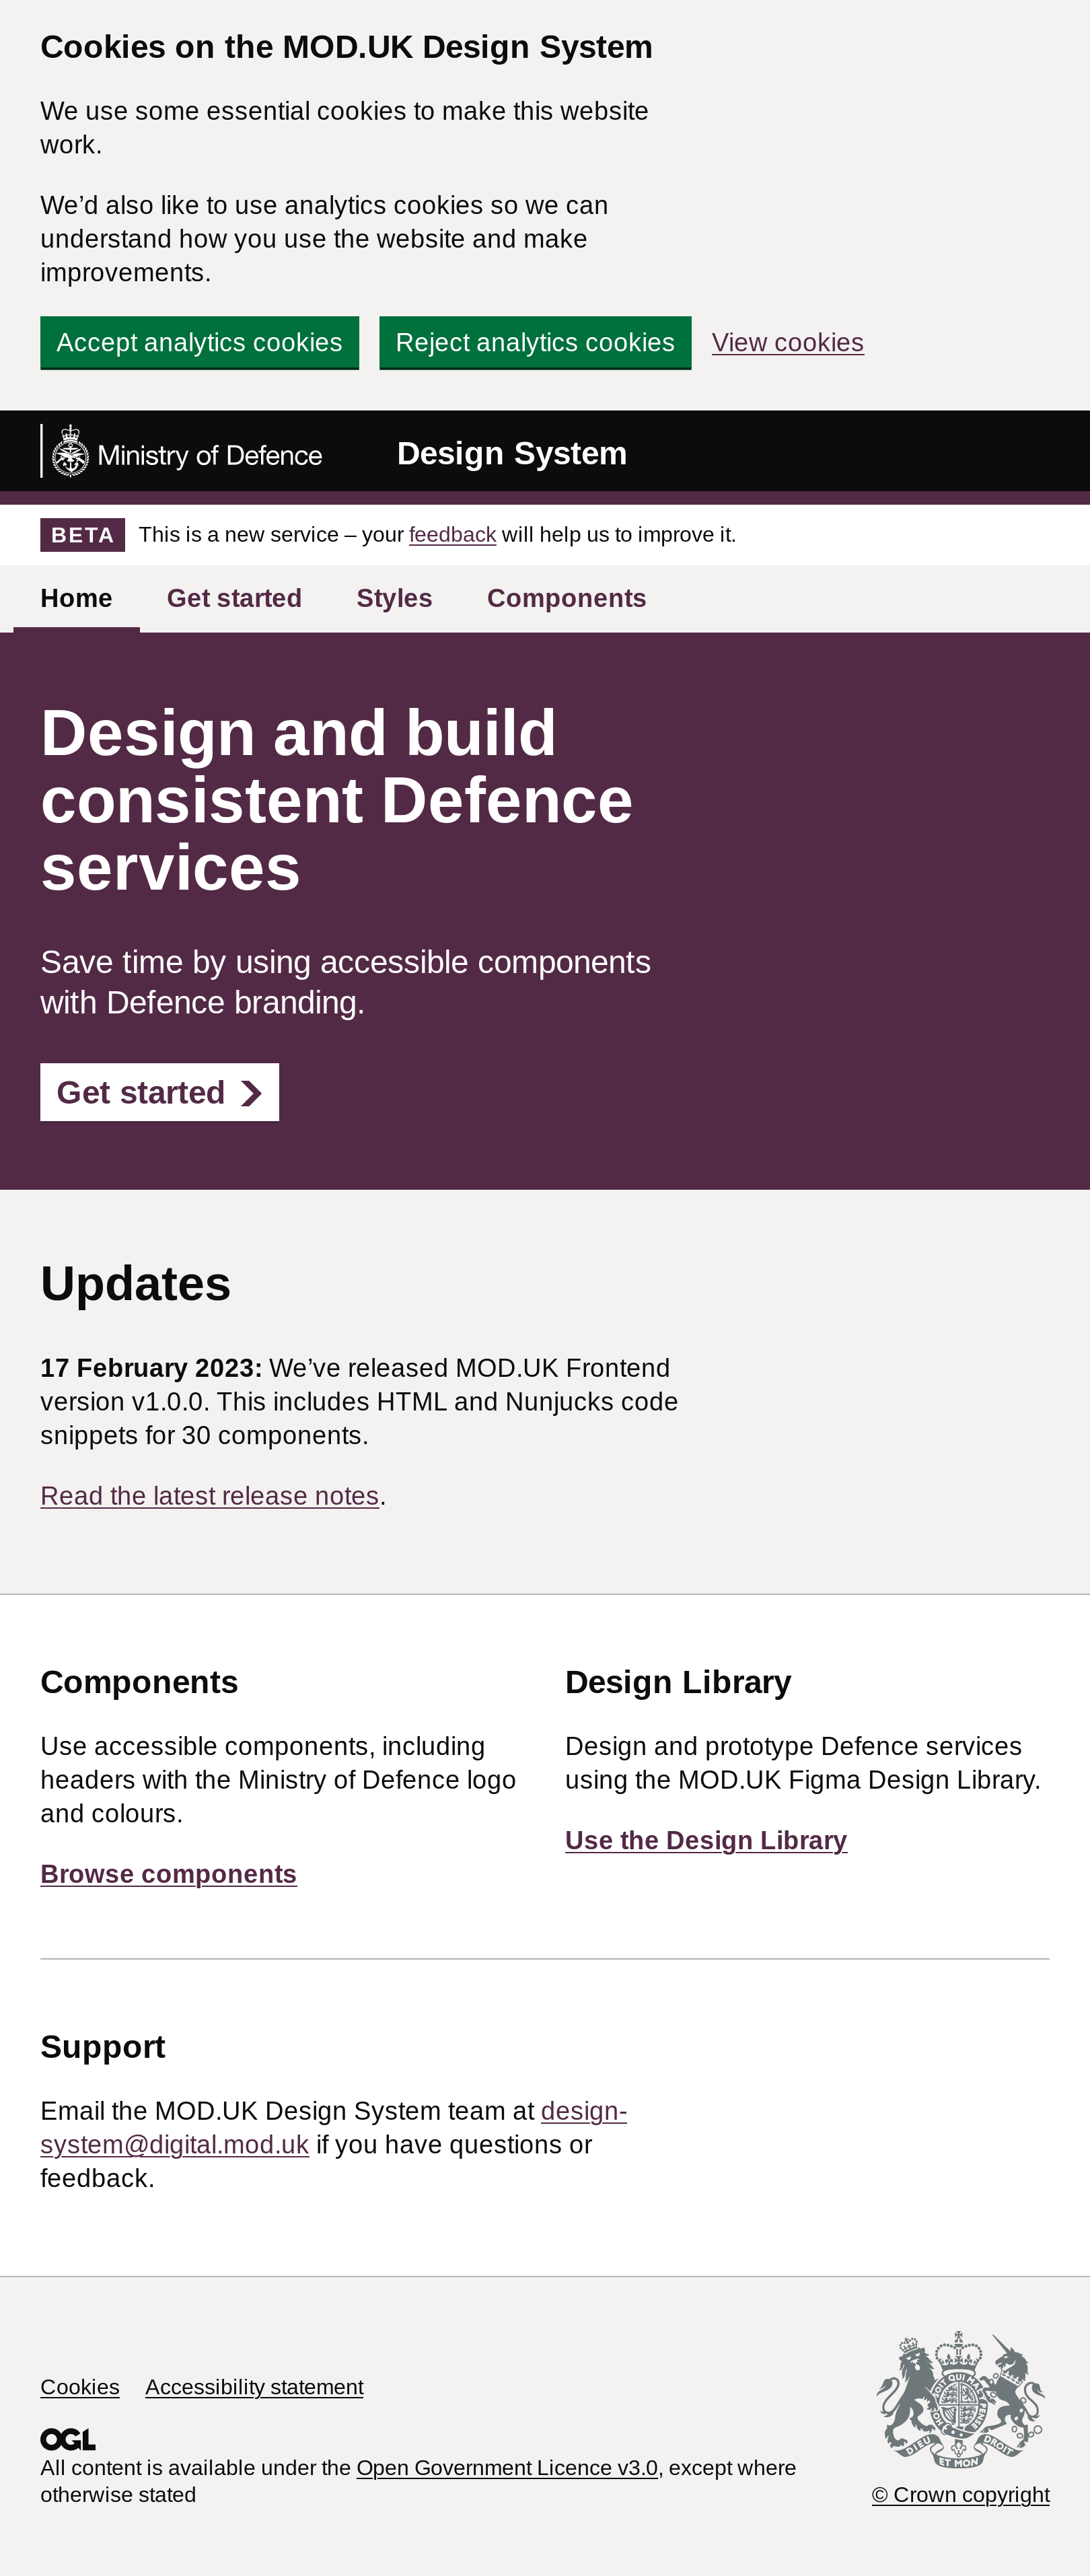 Cookies on the MOD.UK Design System
We use some essential cookies to make this website
work.
We’d also like to use analytics cookies so we can
understand how you use the website and make
improvements.
Accept analytics cookies
Reject analytics cookies
View cookies
Ministry of Defence
Design System
BETA
This is a new service – your feedback will help us to improve it.
Home
Get started
Styles
Components
Design and build
consistent Defence
services
Save time by using accessible components
with Defence branding.
Get started
Updates
17 February 2023: We’ve released MOD.UK Frontend
version v1.0.0. This includes HTML and Nunjucks code
snippets for 30 components.
Read the latest release notes.
Components
Use accessible components, including
headers with the Ministry of Defence logo
and colours.
Browse components
Design Library
Design and prototype Defence services
using the MOD.UK Figma Design Library.
Use the Design Library
Support
Email the MOD.UK Design System team at design-
system@digital.mod.uk if you have questions or
feedback.
Cookies
Accessibility statement
OGL
All content is available under the Open Government Licence v3.0, except where
otherwise stated
DIEU ET MON DROIT
© Crown copyright